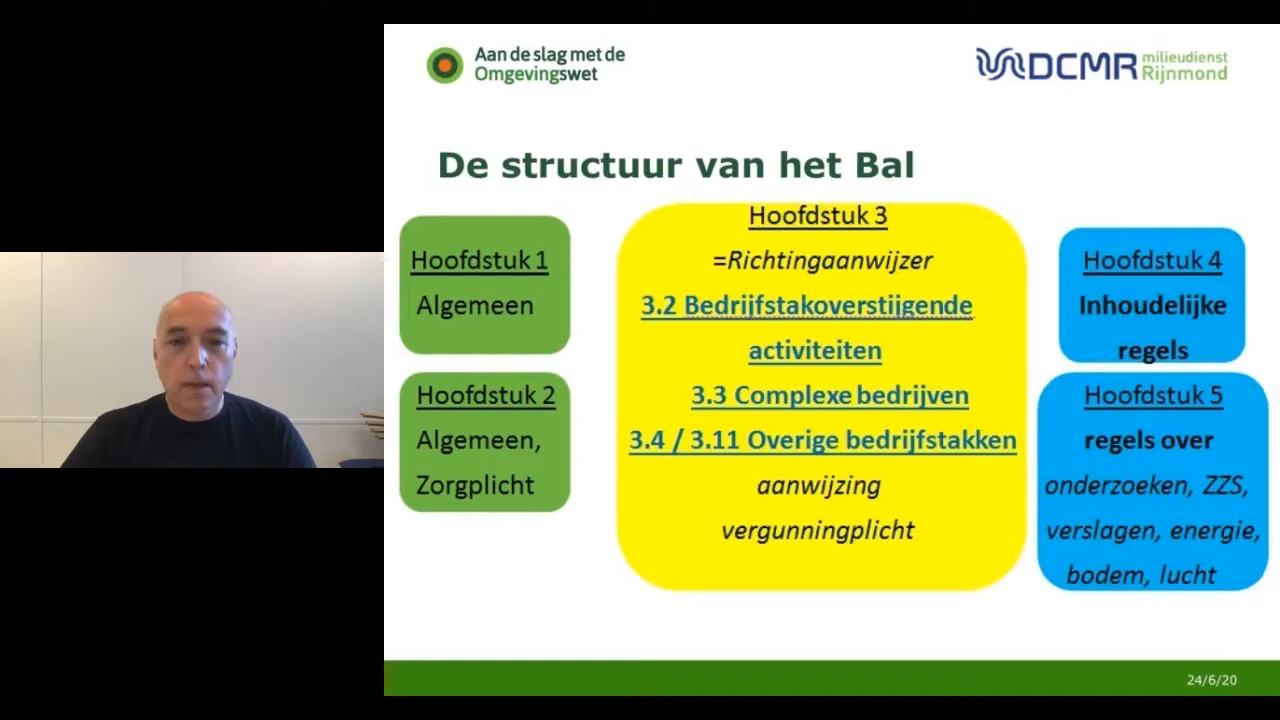 Aan de slag met de
Omgevingswet
DCMR milieudienst
Rijnmond
De structuur van het Bal
Hoofdstuk 1
Algemeen
Hoofdstuk 2
Algemeen,
Zorgplicht
Hoofdstuk 3
=Richtingaanwijzer
3.2 Bedrijfstakoverstijgende
activiteiten
3.3 Complexe bedrijven
3.4 / 3.11 Overige bedrijfstakken
aanwijzing
vergunningplicht
Hoofdstuk 4
Inhoudelijke
regels
Hoofdstuk 5
regels over
onderzoeken, ZZS,
verslagen, energie,
bodem, lucht
24/6/20